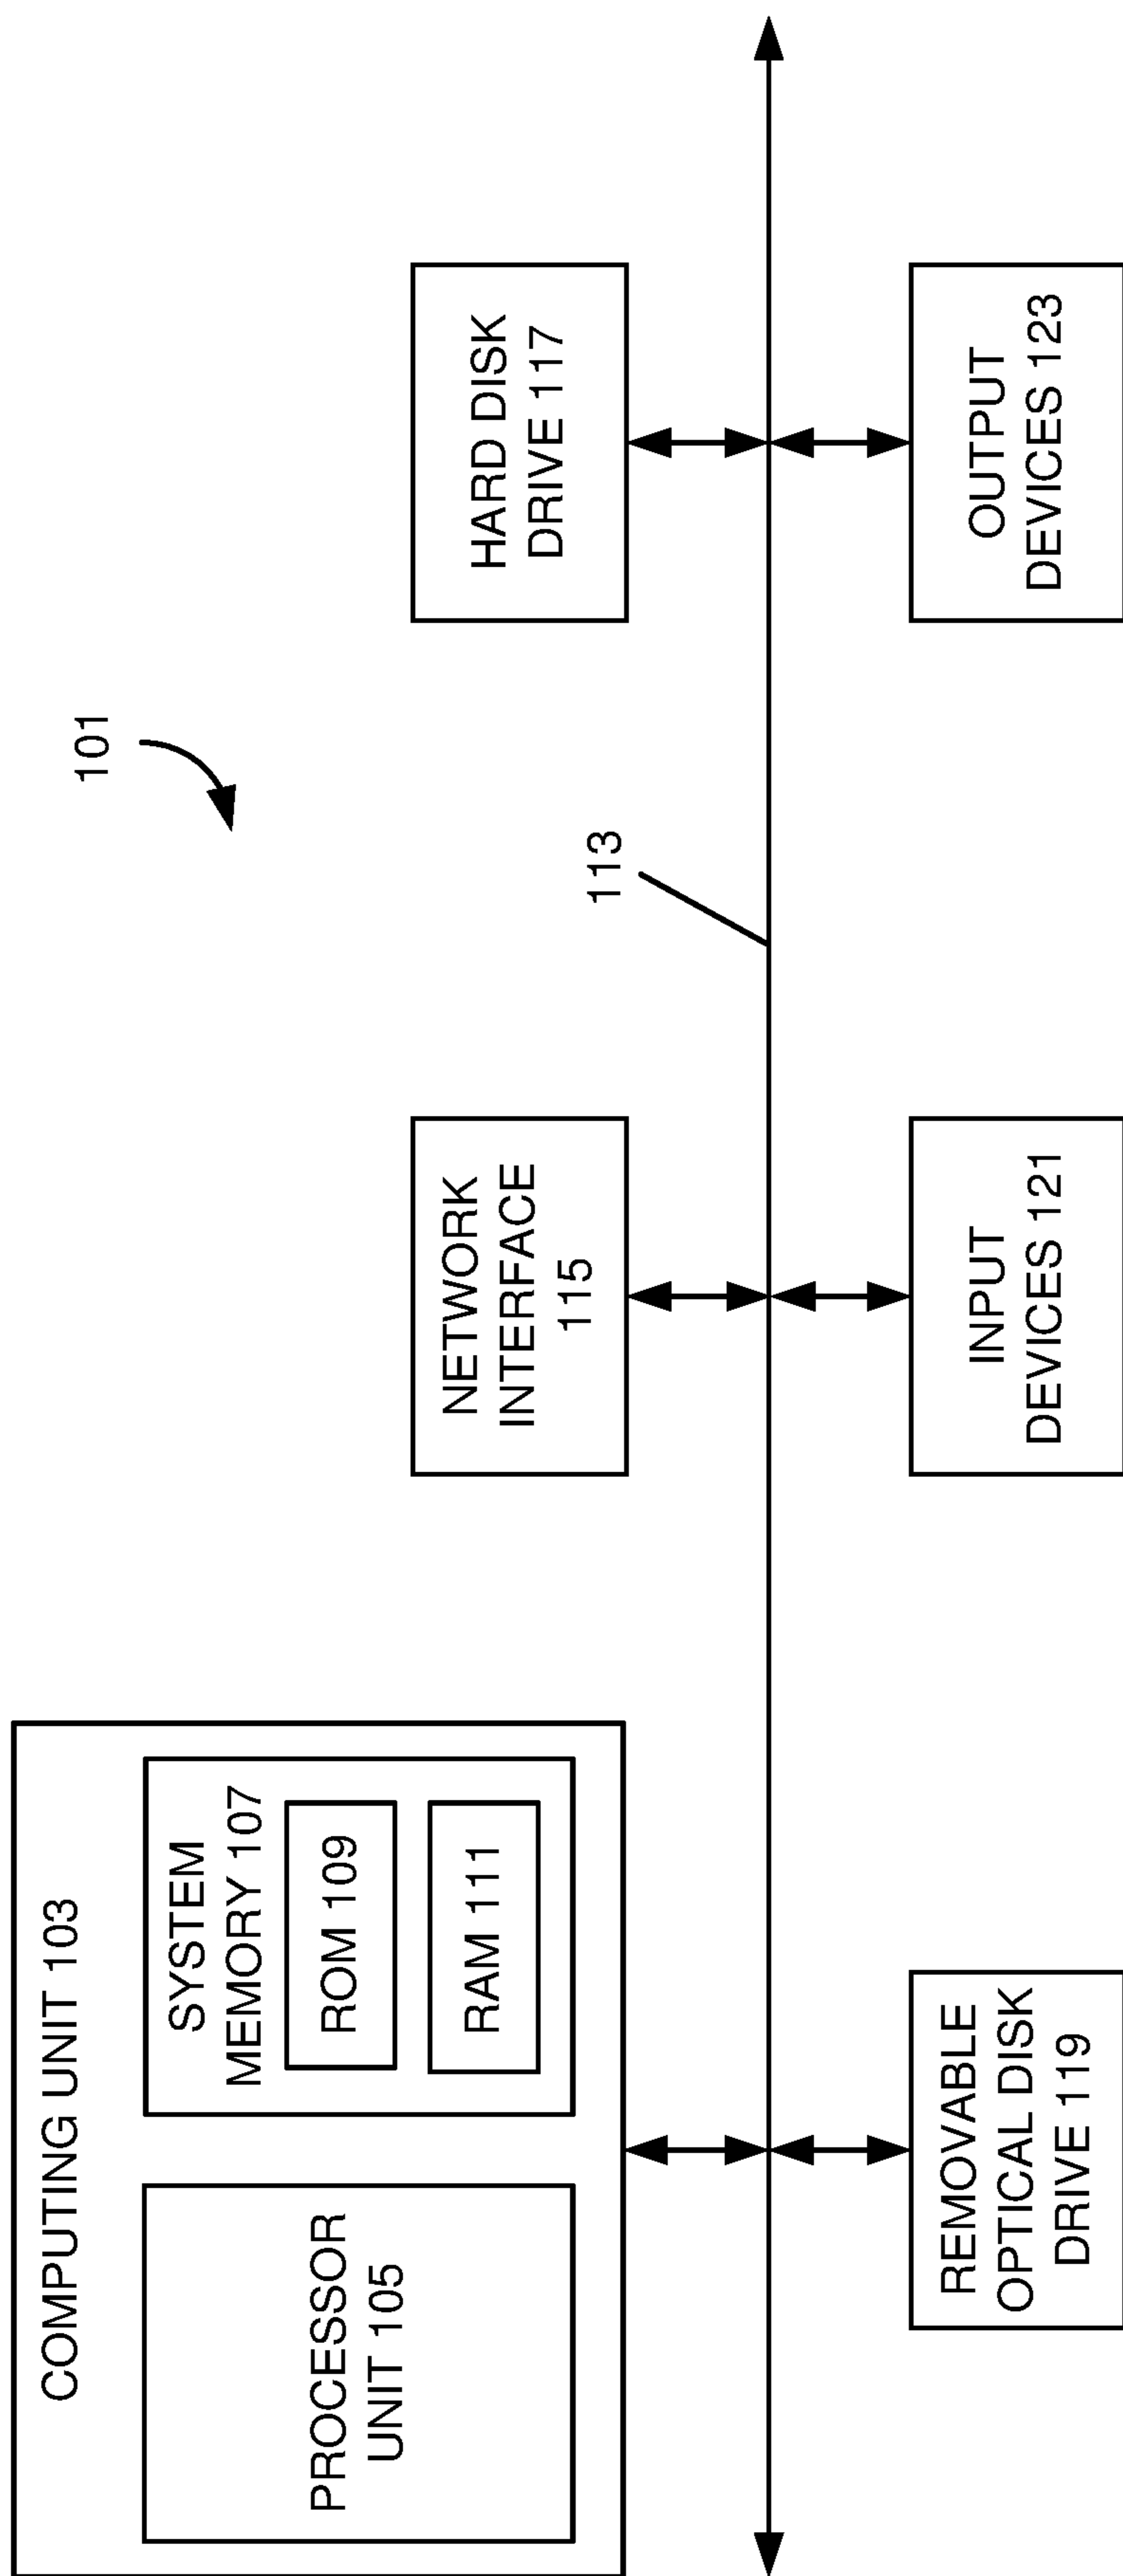 101
COMPUTING UNIT 103
PROCESSOR
UNIT 105
SYSTEM
MEMORY 107
ROM 109
RAM 111
NETWORK
INTERFACE
115
HARD DISK
DRIVE 117
113
REMOVABLE
OPTICAL DISK
DRIVE 119
INPUT
DEVICES 121
OUTPUT
DEVICES 123